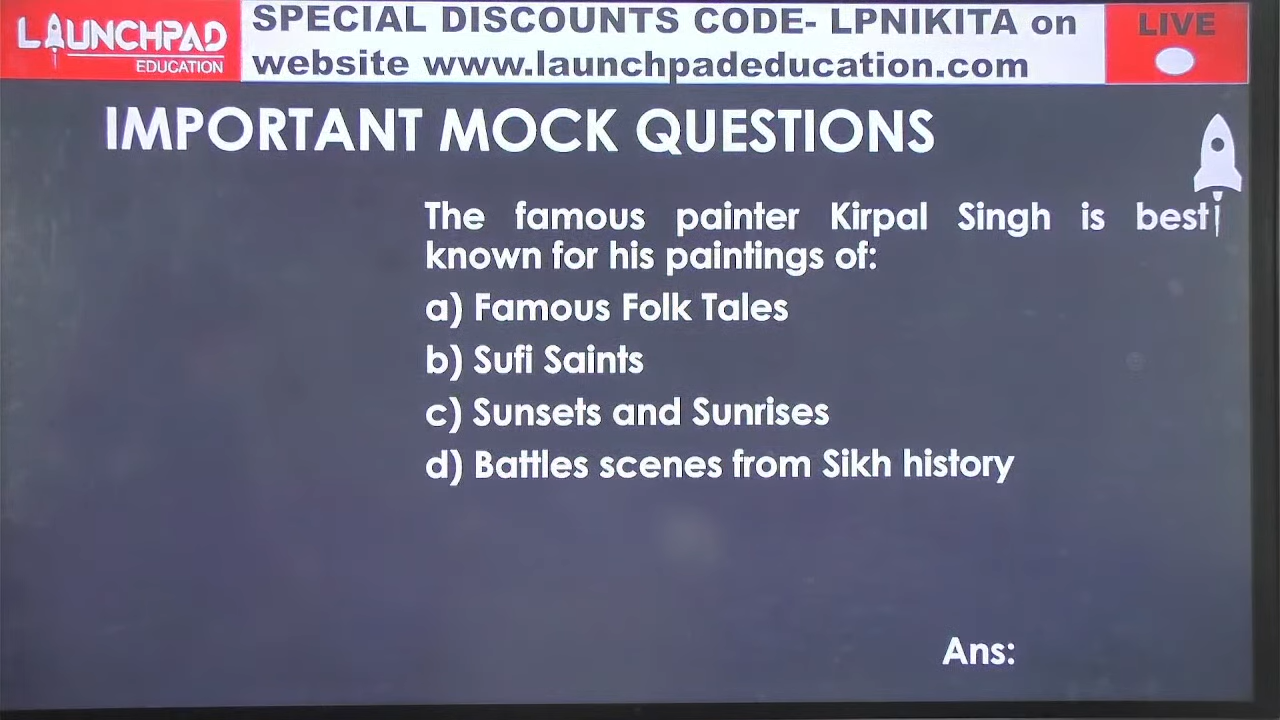 LAUNCHPAD
EDUCATION
SPECIAL DISCOUNTS CODE- LPNIKITA on
website www.launchpadeducation.com
LIVE
IMPORTANT MOCK QUESTIONS
The famous painter Kirpal Singh is best
known for his paintings of:
a) Famous Folk Tales
b) Sufi Saints
c) Sunsets and Sunrises
d) Battles scenes from Sikh history
Ans: